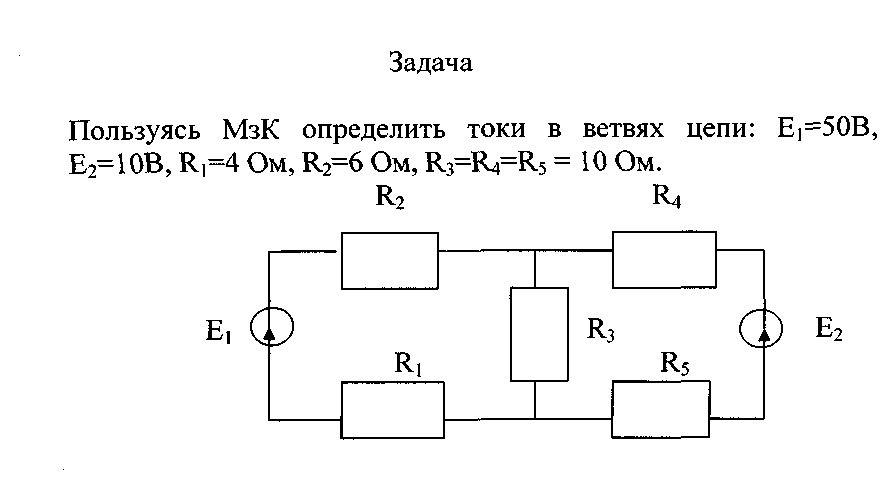 Задача
Пользуясь МзК определить токи в ветвях цепи: E₁=50В,
E₂=10В, R₁=4 Ом, R₂=6 Ом, R₃=R₄=R₅ = 10 Ом.
R₂ R₄
E₁ R₃ E₂
R₁ R₅